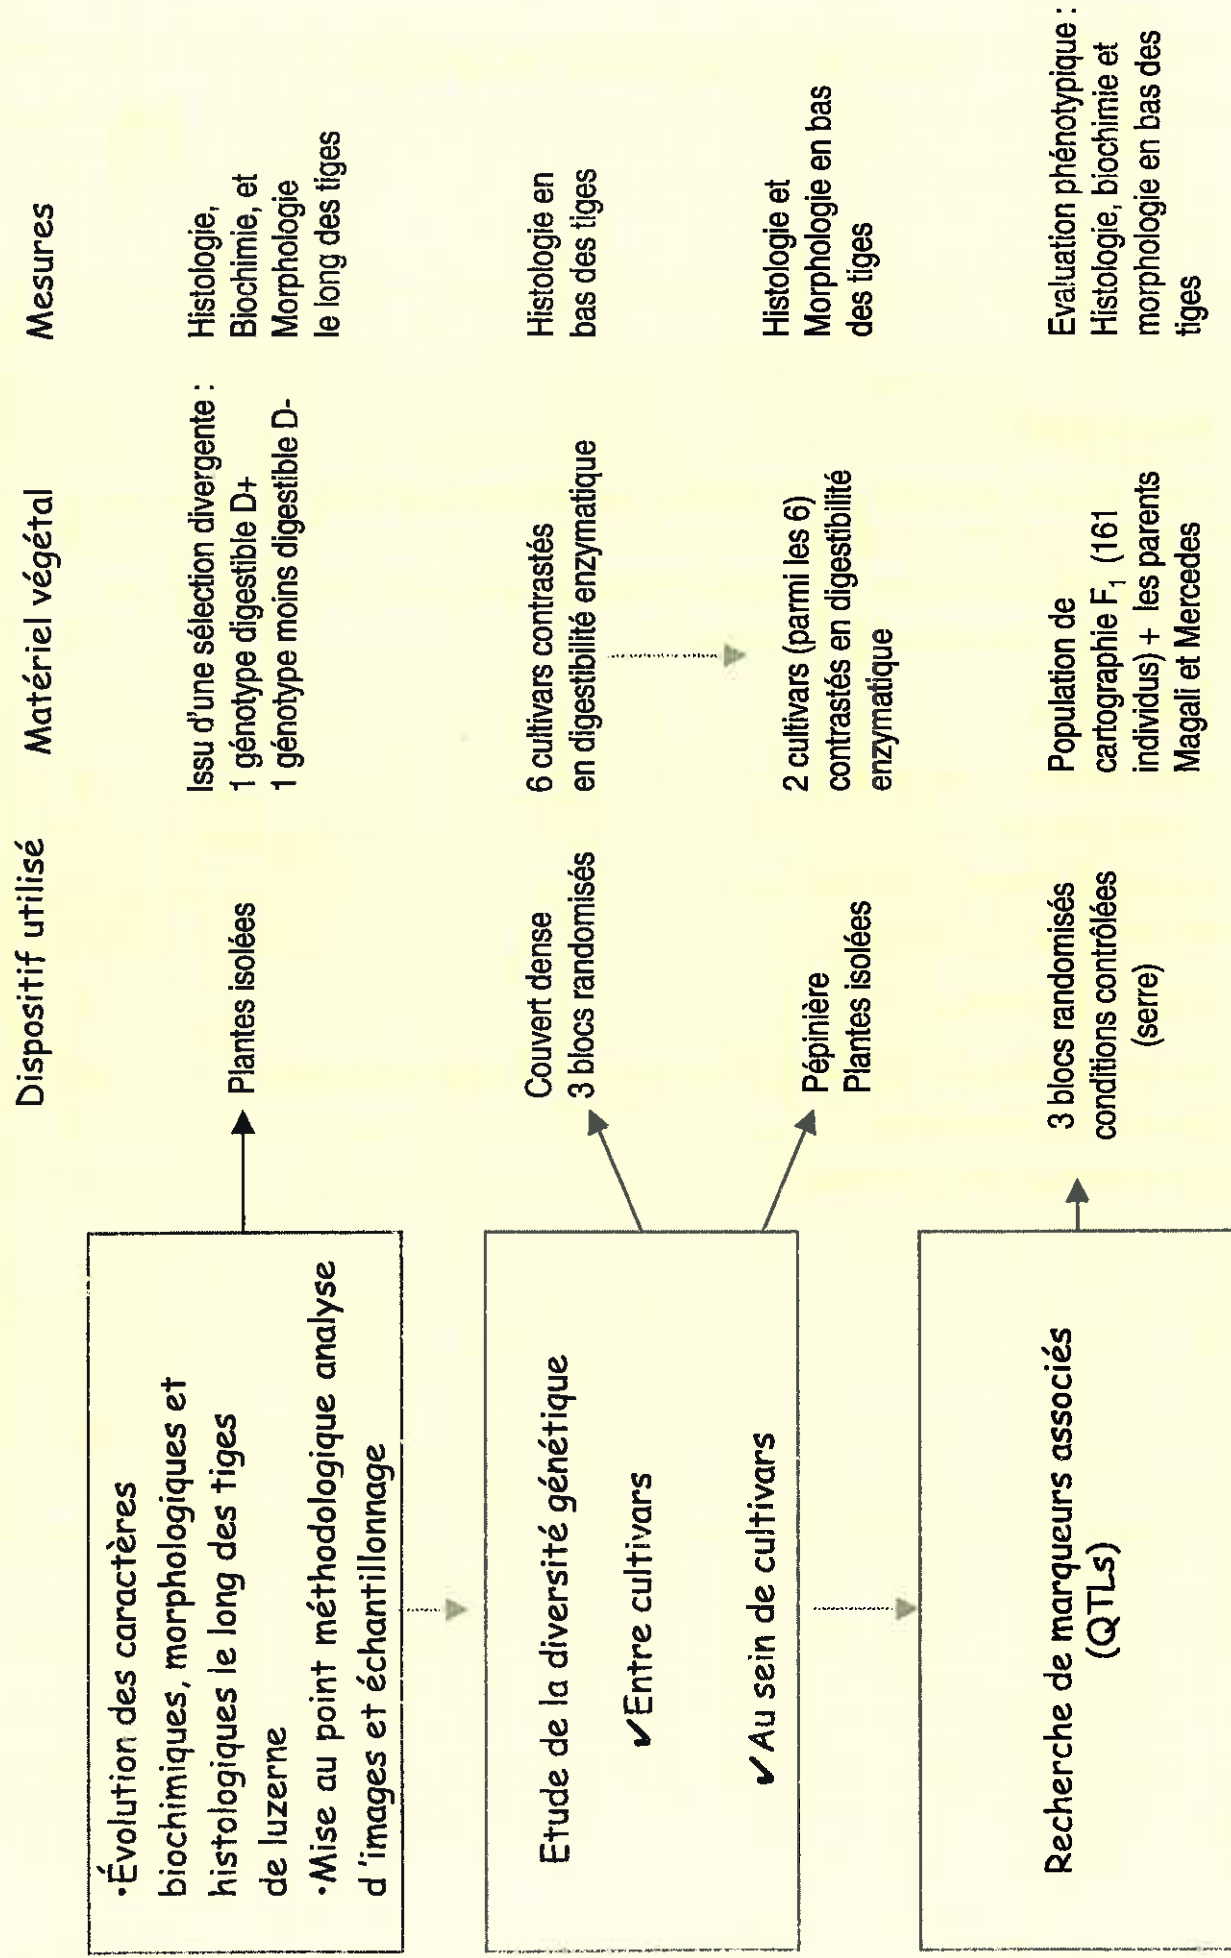 Dispositif utilisé
Matériel végétal
Mesures
•Évolution des caractères
biochimiques, morphologiques et
histologiques le long des tiges
de luzerne
•Mise au point méthodologique analyse
d'images et échantillonnage
Plantes isolées
Issu d'une sélection divergente :
1 génotype digestible D+
1 génotype moins digestible D-
Histologie,
Biochimie, et
Morphologie
le long des tiges
Etude de la diversité génétique
✔Entre cultivars
✔Au sein de cultivars
Couvert dense
3 blocs randomisés
6 cultivars contrastés
en digestibilité enzymatique
Histologie en
bas des tiges
Pépinière
Plantes isolées
2 cultivars (parmi les 6)
contrastés en digestibilité
enzymatique
Histologie et
Morphologie en bas
des tiges
Recherche de marqueurs associés
(QTLs)
3 blocs randomisés
conditions contrôlées
(serre)
Population de
cartographie F₁ (161
individus) + les parents
Magali et Mercedes
Evaluation phénotypique :
Histologie, biochimie et
morphologie en bas des
tiges